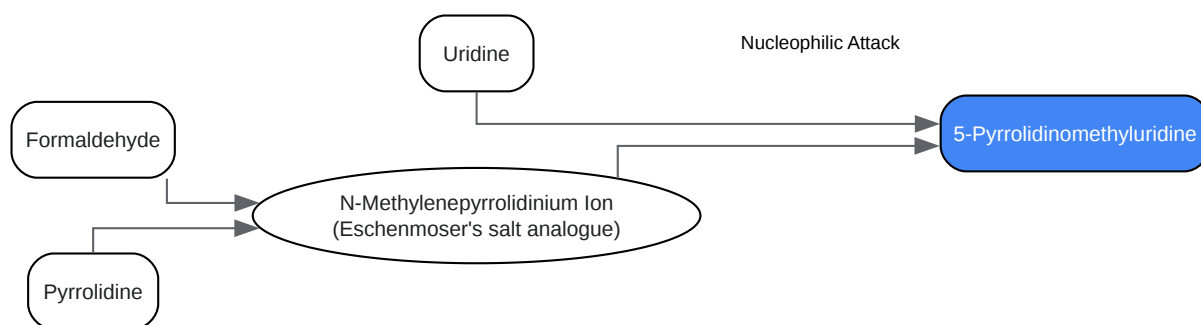 Uridine
Nucleophilic Attack
Formaldehyde
5-Pyrrolidinomethyluridine
N-Methylenepyrrolidinium Ion
(Eschenmoser's salt analogue)
Pyrrolidine